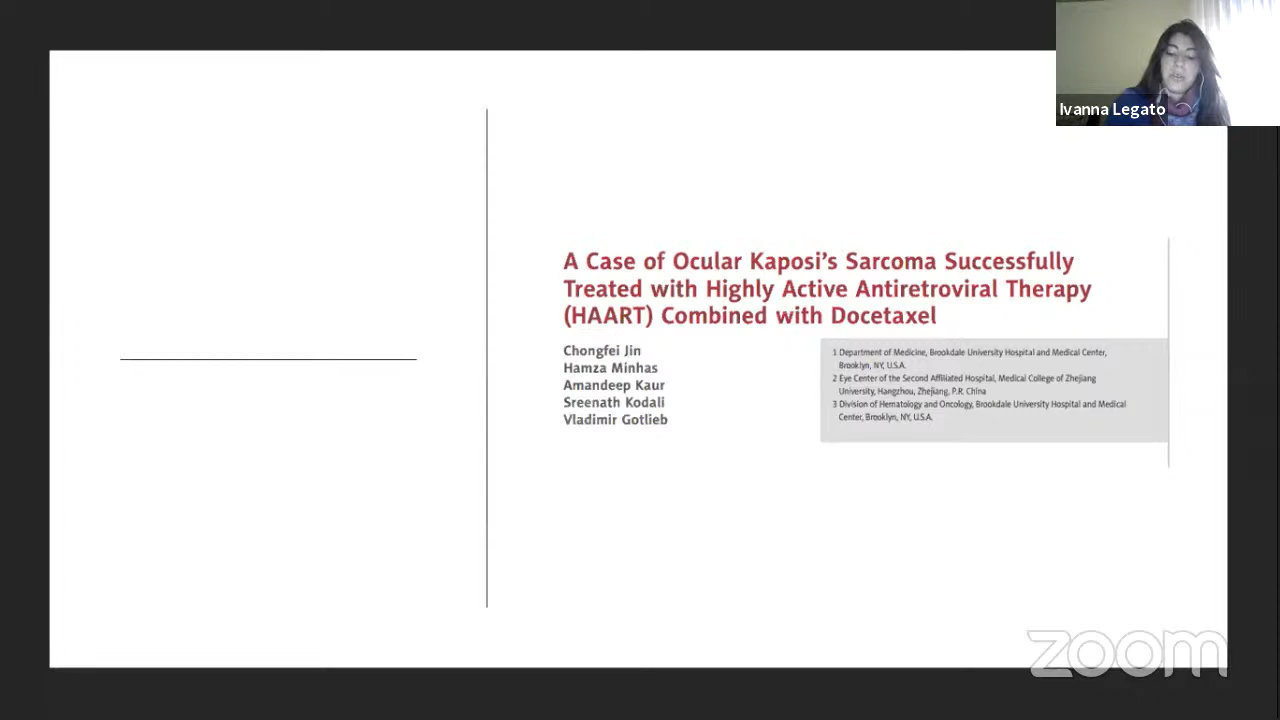 Ivanna Legato
A Case of Ocular Kaposi’s Sarcoma Successfully
Treated with Highly Active Antiretroviral Therapy
(HAART) Combined with Docetaxel
Chongfei Jin
Hamza Minhas
Amandeep Kaur
Sreenath Kodali
Vladimir Gotlieb
1 Department of Medicine, Brookdale University Hospital and Medical Center,
Brooklyn, NY, U.S.A.
2 Eye Center of the Second Affiliated Hospital, Medical College of Zhejiang
University, Hangzhou, Zhejiang, P.R. China
3 Division of Hematology and Oncology, Brookdale University Hospital and Medical
Center, Brooklyn, NY, U.S.A.
zoom